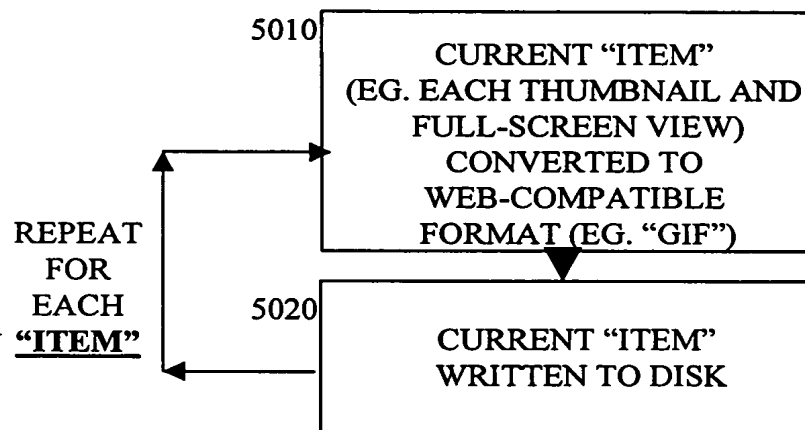 5010
CURRENT “ITEM”
(EG. EACH THUMBNAIL AND
FULL-SCREEN VIEW)
CONVERTED TO
WEB-COMPATIBLE
FORMAT (EG. “GIF”)
REPEAT
FOR
EACH
“ITEM”
5020
CURRENT “ITEM”
WRITTEN TO DISK